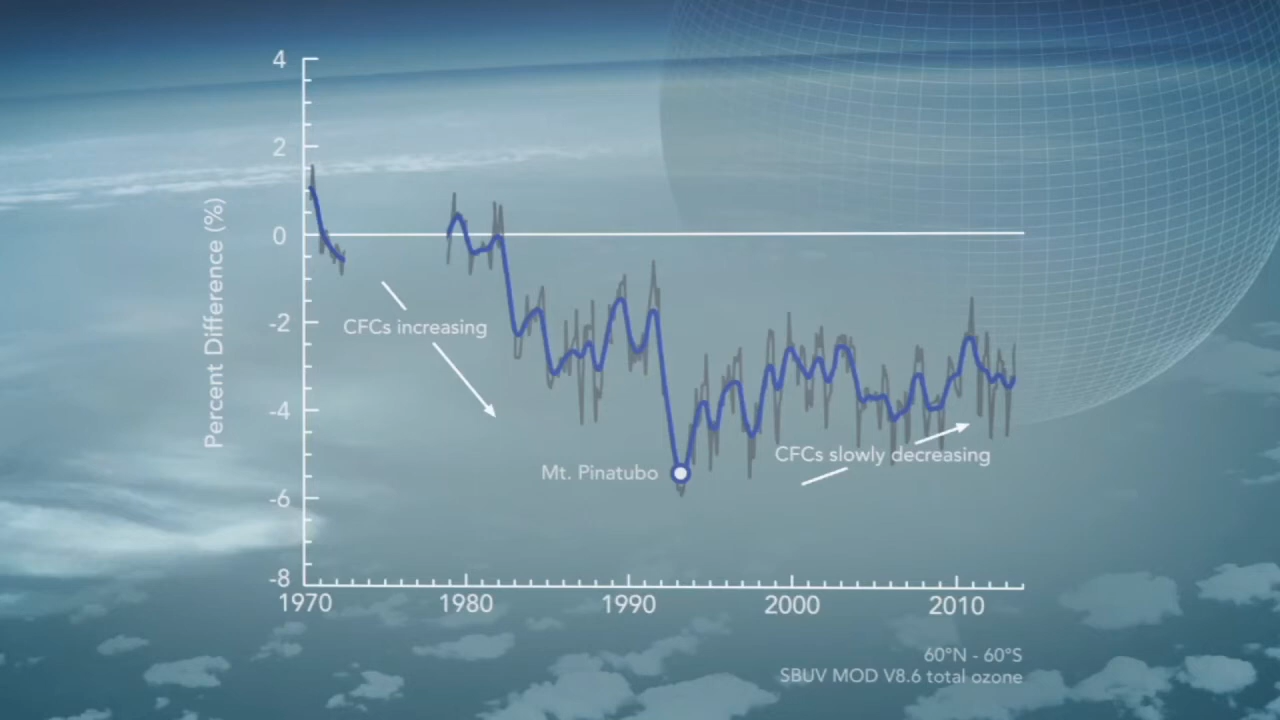 4
2
0
-2
-4
-6
-8
Percent Difference (%)
CFCs increasing
Mt. Pinatubo
CFCs slowly decreasing
1970 1980 1990 2000 2010
60°N - 60°S
SBUV MOD V8.6 total ozone